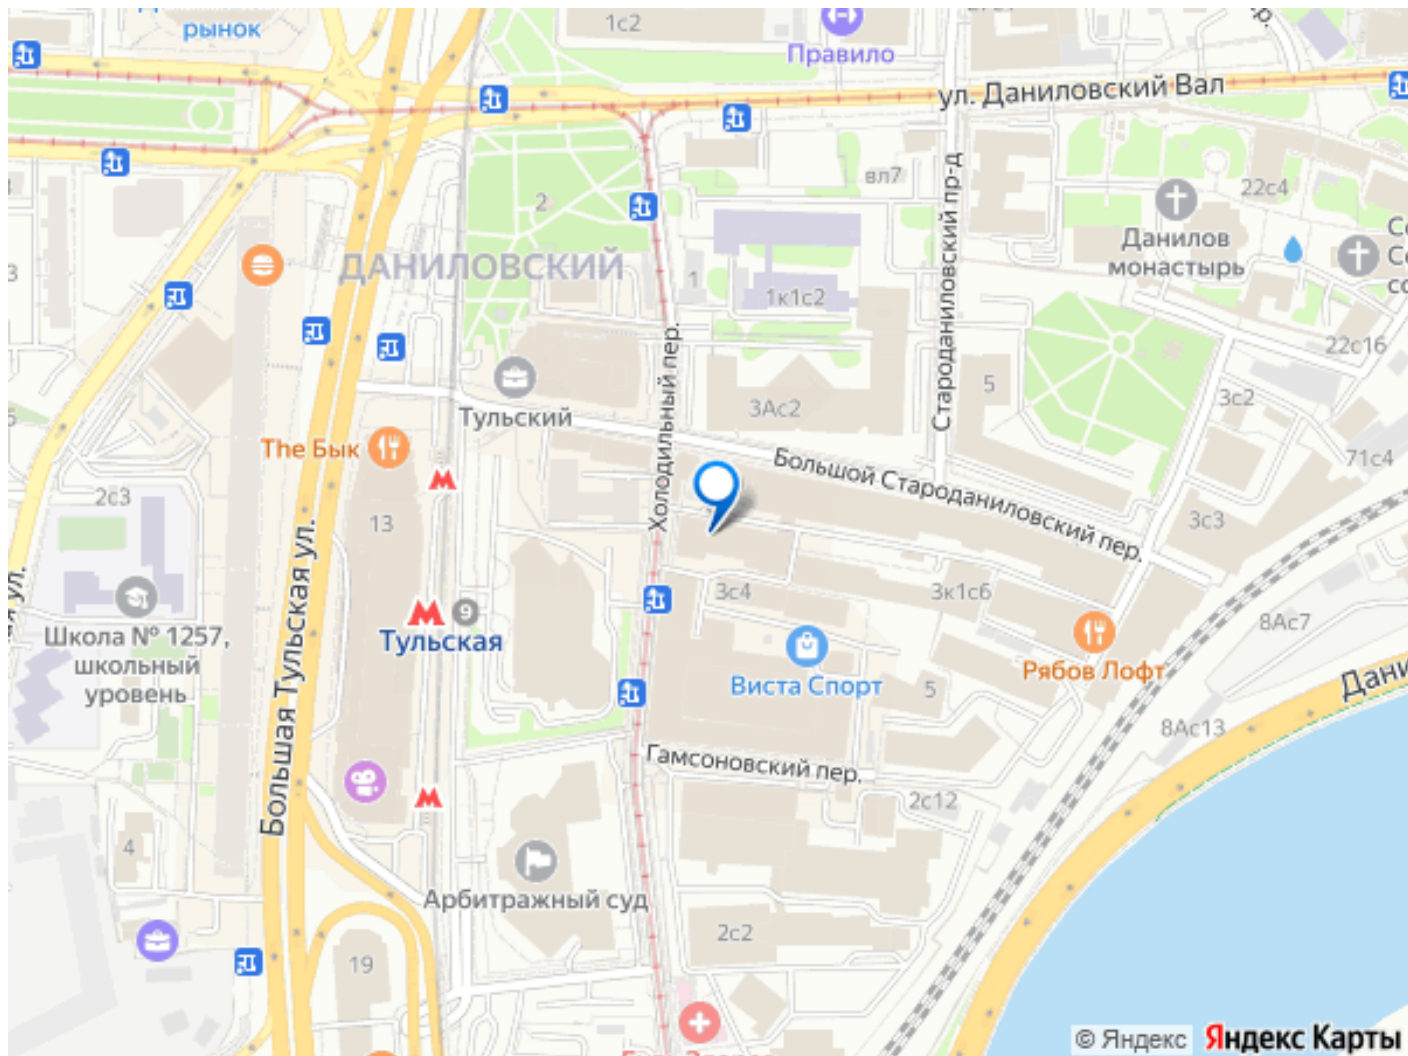 рынок
1с2
Правило
ул. Даниловский Вал
вл7
22с4
2
Данилов
монастырь
ДАНИЛОВСКИЙ
3
1
1к1с2
Староданиловский пр-д
22с16
Холодильный пер.
5
3с2
3Ас2
Тульский
The Бык
Большой Староданиловский пер.
71с4
2с3
13
3с3
Большая Тульская ул.
3с4
3к1с6
9
Тульская
8Ас7
Школа № 1257,
школьный
уровень
Рябов Лофт
Виста Спорт
5
8Ас13
Гамсоновский пер.
2с12
4
Арбитражный суд
2с2
19
© Яндекс
Яндекс Карты